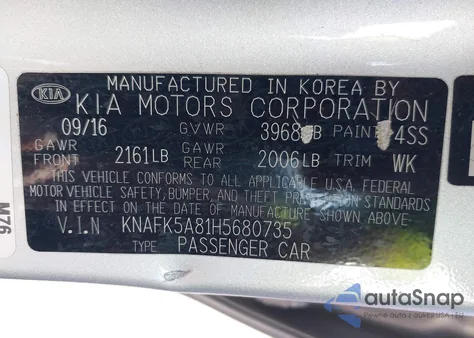 MANUFACTURED IN KOREA BY
KIA KIA MOTORS CORPORATION
09/16 GVWR 3968 B PAINT 4SS
GAWR FRONT 2161LB GAWR REAR 2006LB TRIM WK
THIS VEHICLE CONFORMS TO ALL APPLICABLE U.S.A. FEDERAL
MOTOR VEHICLE SAFETY, BUMPER, AND THEFT PREVENTION STANDARDS
IN EFFECT ON THE DATE OF MANUFACTURE SHOWN ABOVE.
V.I.N KNAFK5A81H5680735
TYPE: PASSENGER CAR
M76
autoSnap